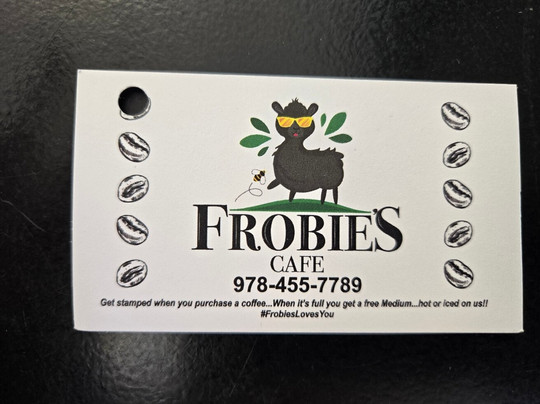 FROBIE'S
CAFE
978-455-7789
Get stamped when you purchase a coffee...When it's full you get a free Medium...hot or iced on us!!
#FrobiesLovesYou